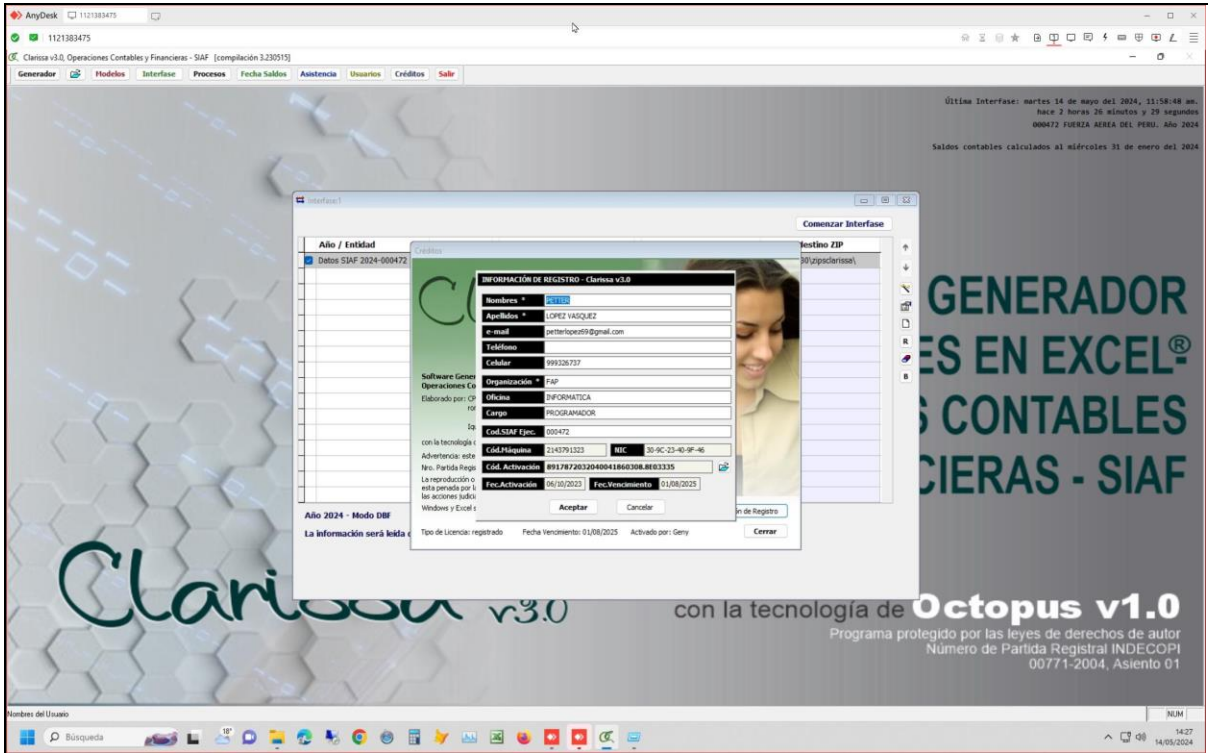 AnyDesk 1121383475
1121383475
Clarissa v3.0, Operaciones Contables y Financieras - SIAF [compilación 3.230515]
Generador Modelos Interfase Procesos Fecha Saldos Asistencia Usuarios Créditos Salir
Última Interfase: martes 14 de mayo del 2024, 11:58:48 am.
hace 2 horas 26 minutos y 29 segundos
000472 FUERZA AEREA DEL PERU. Año 2024
Saldos contables calculados al miércoles 31 de enero del 2024
Interfase:1
Comenzar Interfase
Año / Entidad
destino ZIP
Datos SIAF 2024-000472
30\zipsclarissa\
Créditos
INFORMACIÓN DE REGISTRO - Clarissa v3.0
Nombres * PETTER
Apellidos * LOPEZ VASQUEZ
e-mail petterlopez69@gmail.com
Teléfono
Celular 999326737
Organización * FAP
Oficina INFORMATICA
Cargo PROGRAMADOR
Cod.SIAF Ejec. 000472
Cód.Máquina 2143791323 NIC 30-9C-23-40-9F-46
Cód. Activación 8917872032040041860308.8E03335
Fec.Activación 06/10/2023 Fec.Vencimiento 01/08/2025
Aceptar Cancelar
Software Gener
Operaciones Co
Elaborado por: CP
ror
con la tecnología
Advertencia: este
Nro. Partida Regis
La reproducción o
esta penada por l
las acciones judicia
Windows y Excel s
ón de Registro
Tipo de Licencia: registrado Fecha Vencimiento: 01/08/2025 Activado por: Geny
Cerrar
R
B
Año 2024 - Modo DBF
La información será leída
GENERADOR
ES EN EXCEL®
CONTABLES
CIERAS - SIAF
Clarissa v3.0
con la tecnología de Octopus v1.0
Programa protegido por las leyes de derechos de autor
Número de Partida Registral INDECOPI
00771-2004, Asiento 01
Nombres del Usuario
NUM
Búsqueda
18°
14:27
14/05/2024